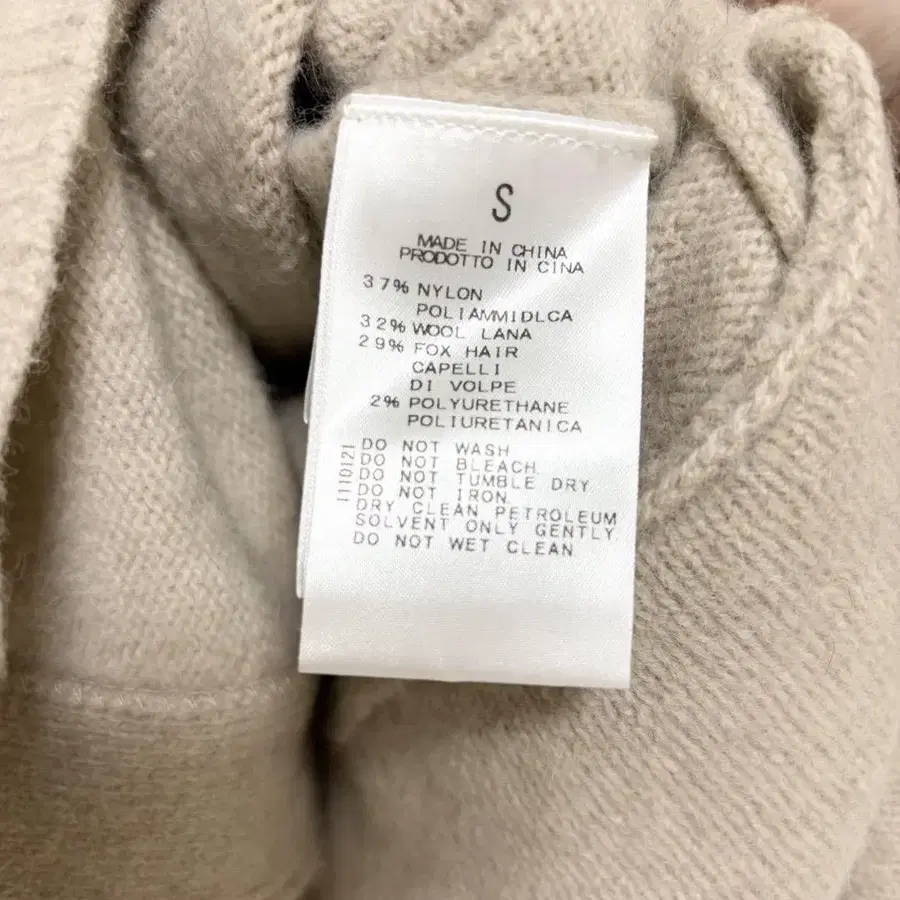 S
MADE IN CHINA
PRODOTTO IN CINA
37% NYLON
POLIAMMIDLCA
32% WOOL LANA
29% FOX HAIR
CAPELLI
DI VOLPE
2% POLYURETHANE
POLIURETANICA
DO NOT WASH
DO NOT BLEACH.
DO NOT TUMBLE DRY
DO NOT IRON.
DRY CLEAN PETROLEUM
SOLVENT ONLY GENTLY.
DO NOT WET CLEAN.